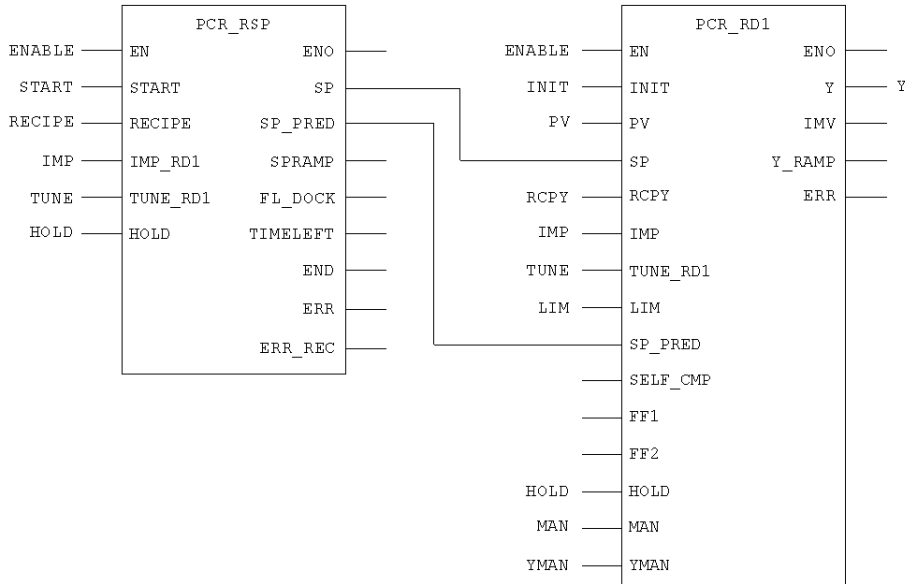 PCR_RSP PCR_RD1
ENABLE EN ENO ENABLE EN ENO
START START SP INIT INIT Y Y
RECIPE RECIPE SP_PRED PV PV IMV
IMP IMP_RD1 SPRAMP SP Y_RAMP
TUNE TUNE_RD1 FL_DOCK RCPY RCPY ERR
HOLD HOLD TIMELEFT IMP IMP
END TUNE TUNE_RD1
ERR LIM LIM
ERR_REC SP_PRED
SELF_CMP
FF1
FF2
HOLD HOLD
MAN MAN
YMAN YMAN